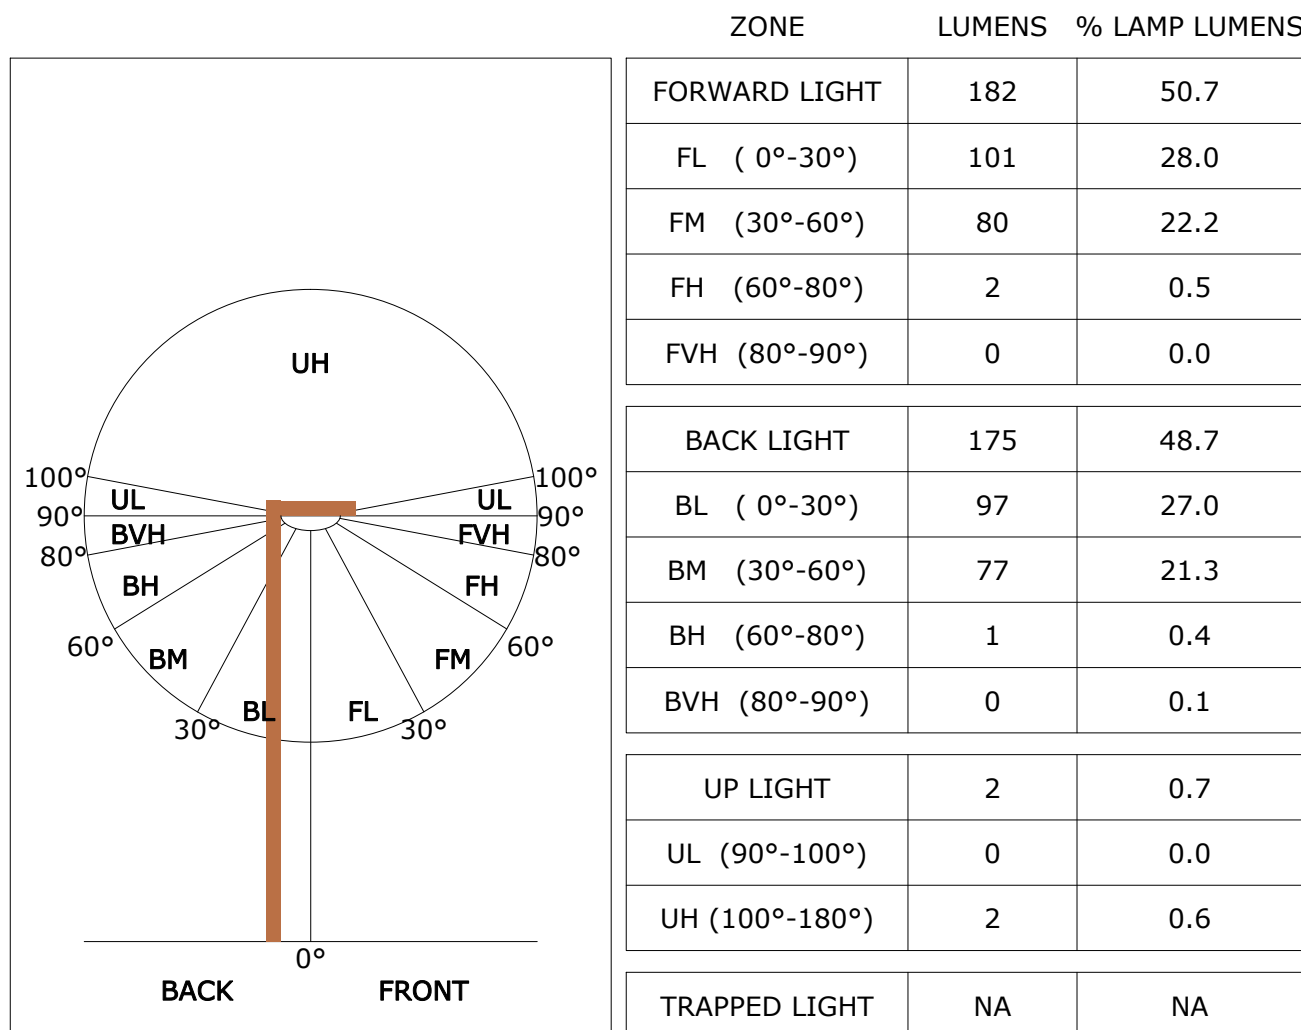 ZONE LUMENS % LAMP LUMENS
FORWARD LIGHT 182 50.7
FL ( 0°-30°) 101 28.0
FM (30°-60°) 80 22.2
FH (60°-80°) 2 0.5
FVH (80°-90°) 0 0.0
BACK LIGHT 175 48.7
BL ( 0°-30°) 97 27.0
BM (30°-60°) 77 21.3
BH (60°-80°) 1 0.4
BVH (80°-90°) 0 0.1
UP LIGHT 2 0.7
UL (90°-100°) 0 0.0
UH (100°-180°) 2 0.6
TRAPPED LIGHT NA NA
UH
100° 100°
UL UL
90° 90°
BVH FVH
80° 80°
BH FH
60° 60°
BM FM
BL FL
30° 30°
0°
BACK FRONT